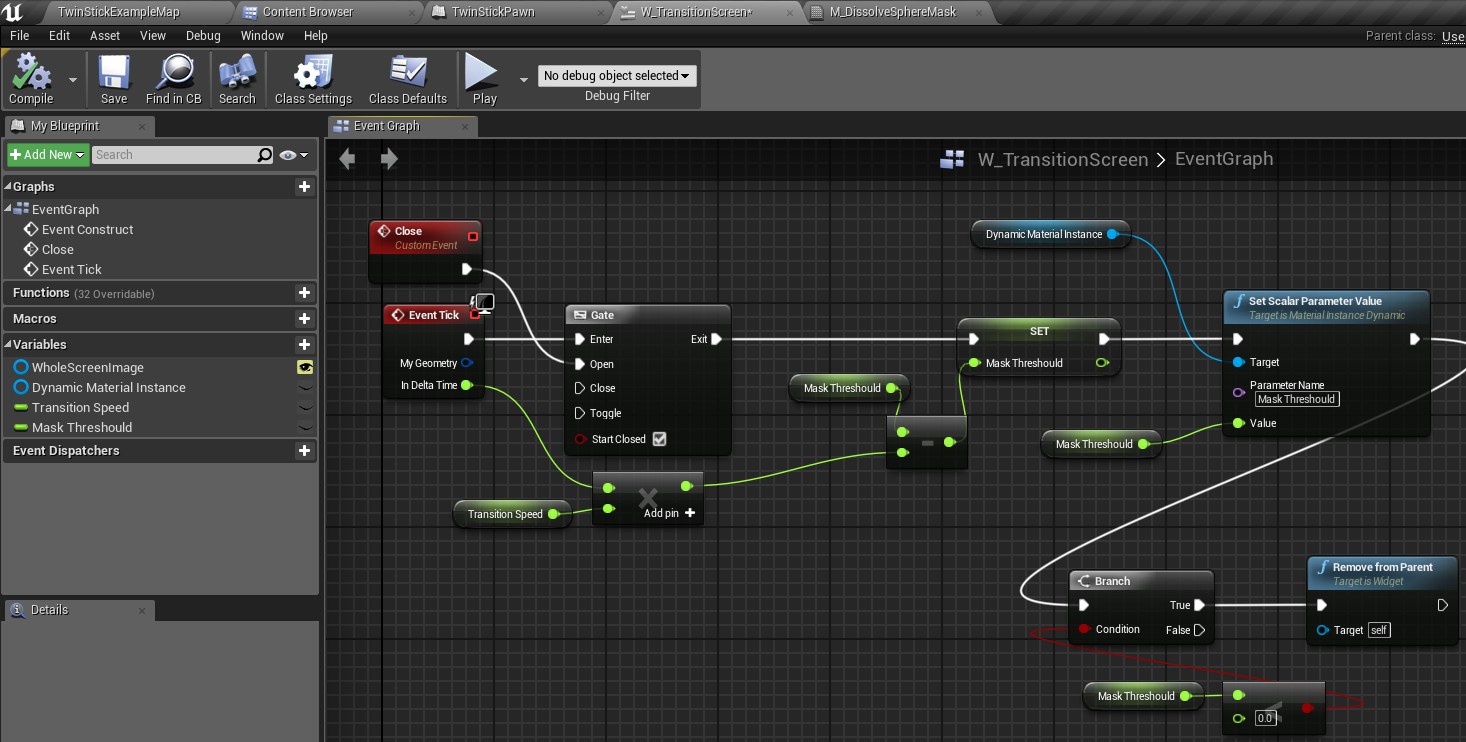 TwinStickExampleMap
Content Browser
TwinStickPawn
W_TransitionScreen*
M_DissolveSphereMask
File Edit Asset View Debug Window Help
Parent class: Use
Compile
Save
Find in CB
Search
Class Settings
Class Defaults
Play
No debug object selected
Debug Filter
My Blueprint
Event Graph
Add New
Search
W_TransitionScreen > EventGraph
Graphs
EventGraph
Event Construct
Close
Event Tick
Functions (32 Overridable)
Macros
Variables
WholeScreenImage
Dynamic Material Instance
Transition Speed
Mask Threshould
Event Dispatchers
Details
Close
Custom Event
Event Tick
My Geometry
In Delta Time
Gate
Enter
Exit
Open
Close
Toggle
Start Closed
Transition Speed
Add pin
Mask Threshould
SET
Mask Threshould
Dynamic Material Instance
Set Scalar Parameter Value
Target is Material Instance Dynamic
Target
Parameter Name
Mask Threshould
Value
Mask Threshould
Branch
True
Condition
False
Remove from Parent
Target is Widget
Target self
Mask Threshould
0.0